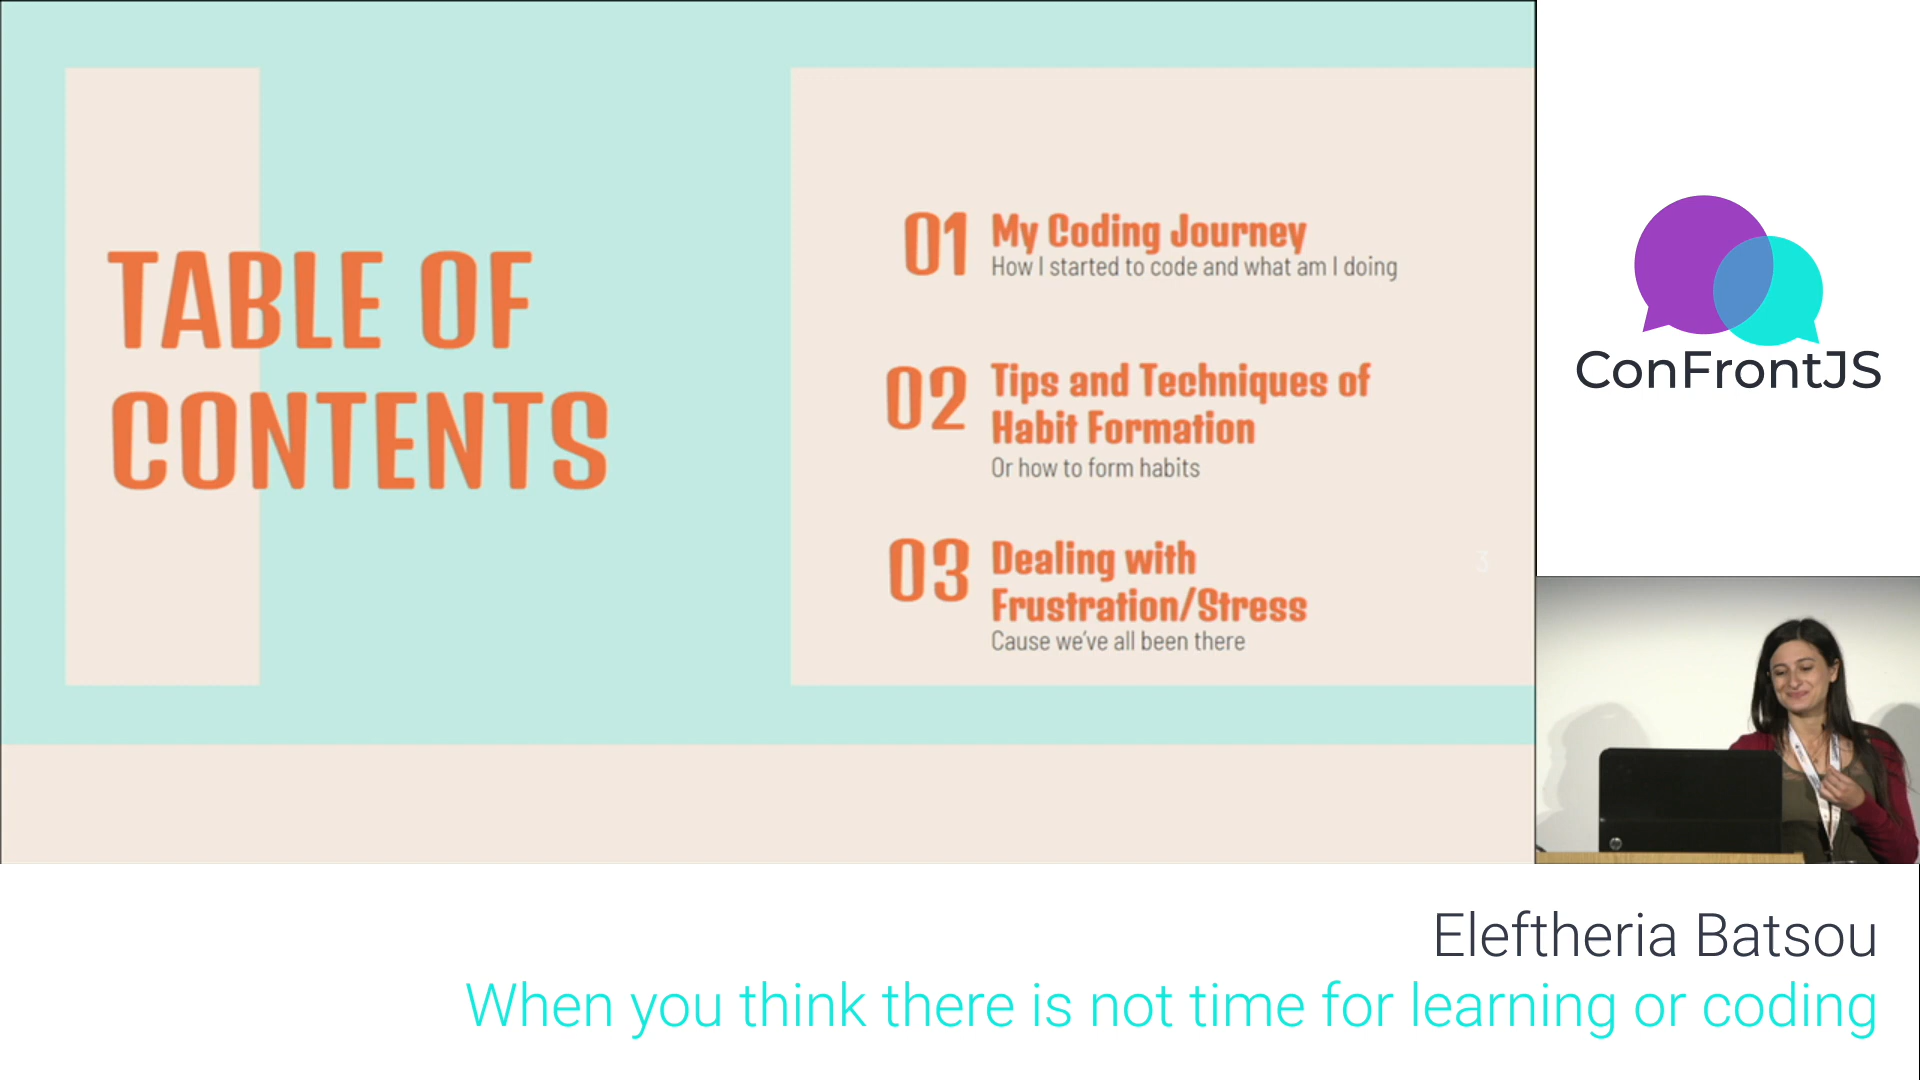 TABLE OF
CONTENTS
01 My Coding Journey
How I started to code and what am I doing
02 Tips and Techniques of
Habit Formation
Or how to form habits
03 Dealing with
Frustration/Stress
Cause we've all been there
3
ConFrontJS
Eleftheria Batsou
When you think there is not time for learning or coding